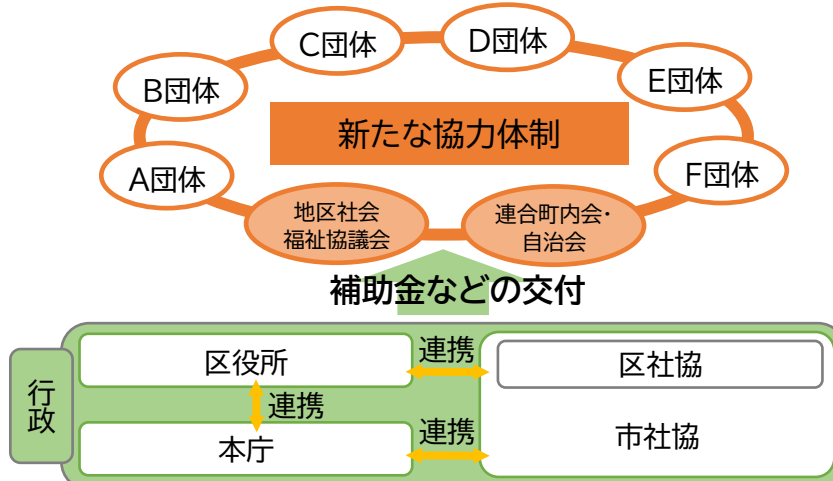 C団体
D団体
B団体
E団体
新たな協力体制
A団体
F団体
地区社会
福祉協議会
連合町内会・
自治会
補助金などの交付
行政
区役所
連携
区社協
連携
本庁
連携
市社協